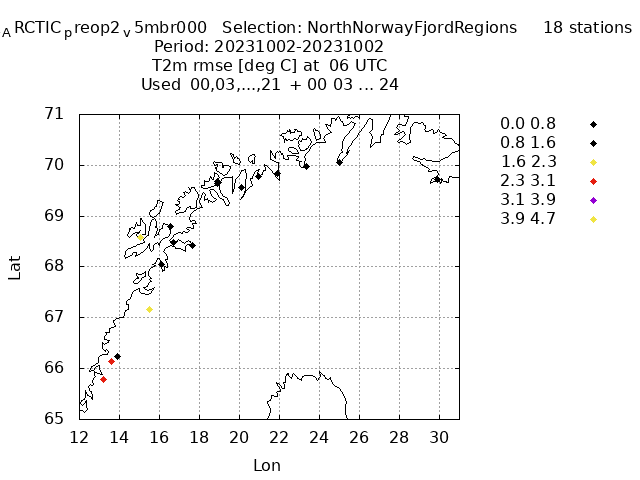 ARCTIC preop2 v5mbr000 Selection: NorthNorwayFjordRegions 18 stations
Period: 20231002-20231002
T2m rmse [deg C] at 06 UTC
Used 00,03,...,21 + 00 03 ... 24
71
70
69
68
67
66
65
Lat
12 14 16 18 20 22 24 26 28 30
Lon
0.0 0.8
0.8 1.6
1.6 2.3
2.3 3.1
3.1 3.9
3.9 4.7